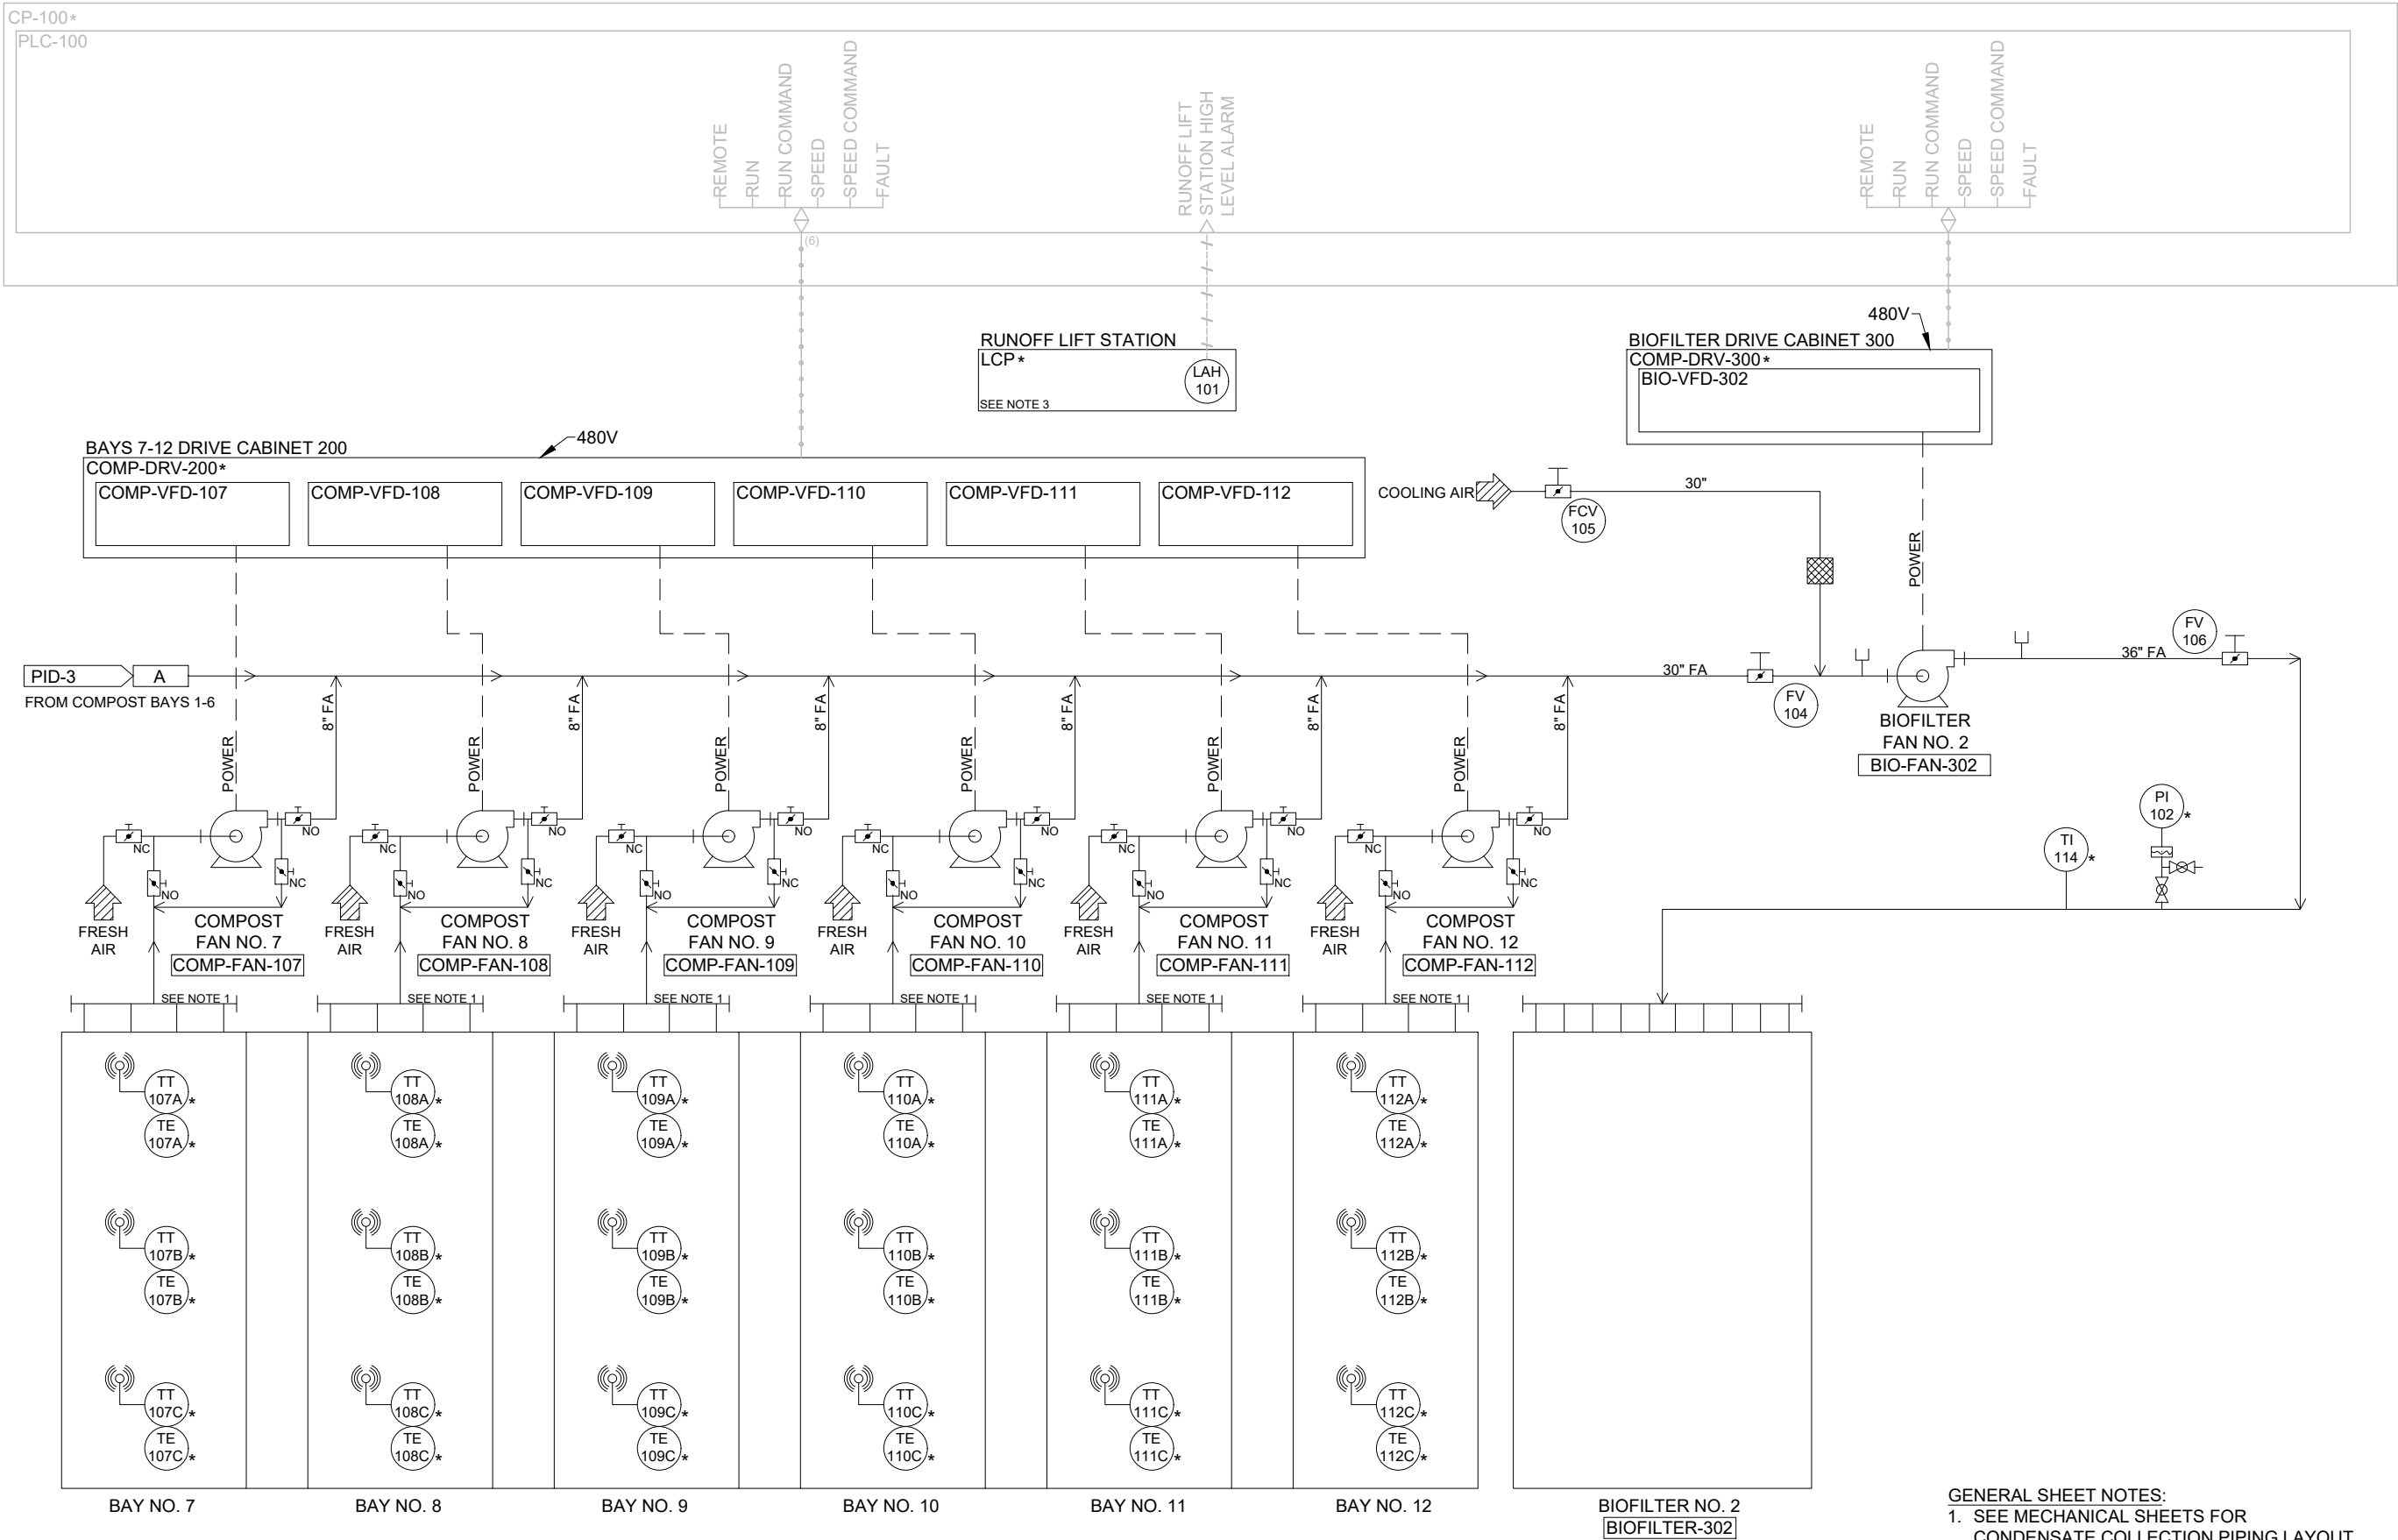 CP-100*
PLC-100
REMOTE
RUN
RUN COMMAND
SPEED
SPEED COMMAND
FAULT
(6)
RUNOFF LIFT
STATION HIGH
LEVEL ALARM
REMOTE
RUN
RUN COMMAND
SPEED
SPEED COMMAND
FAULT
RUNOFF LIFT STATION
LCP*
LAH
101
SEE NOTE 3
480V
BIOFILTER DRIVE CABINET 300
COMP-DRV-300*
BIO-VFD-302
480V
BAYS 7-12 DRIVE CABINET 200
COMP-DRV-200*
COMP-VFD-107
COMP-VFD-108
COMP-VFD-109
COMP-VFD-110
COMP-VFD-111
COMP-VFD-112
COOLING AIR
FCV
105
30"
POWER
PID-3
A
FROM COMPOST BAYS 1-6
30" FA
FV
104
36" FA
FV
106
BIOFILTER
FAN NO. 2
BIO-FAN-302
TI
114*
PI
102*
POWER
8" FA
NC
NO
NO
NC
FRESH
AIR
COMPOST
FAN NO. 7
COMP-FAN-107
SEE NOTE 1
POWER
8" FA
NC
NO
NO
NC
FRESH
AIR
COMPOST
FAN NO. 8
COMP-FAN-108
SEE NOTE 1
POWER
8" FA
NC
NO
NO
NC
FRESH
AIR
COMPOST
FAN NO. 9
COMP-FAN-109
SEE NOTE 1
POWER
8" FA
NC
NO
NO
NC
FRESH
AIR
COMPOST
FAN NO. 10
COMP-FAN-110
SEE NOTE 1
POWER
8" FA
NC
NO
NO
NC
FRESH
AIR
COMPOST
FAN NO. 11
COMP-FAN-111
SEE NOTE 1
POWER
8" FA
NC
NO
NO
NC
FRESH
AIR
COMPOST
FAN NO. 12
COMP-FAN-112
SEE NOTE 1
TT
107A*
TE
107A*
TT
107B*
TE
107B*
TT
107C*
TE
107C*
BAY NO. 7
TT
108A*
TE
108A*
TT
108B*
TE
108B*
TT
108C*
TE
108C*
BAY NO. 8
TT
109A*
TE
109A*
TT
109B*
TE
109B*
TT
109C*
TE
109C*
BAY NO. 9
TT
110A*
TE
110A*
TT
110B*
TE
110B*
TT
110C*
TE
110C*
BAY NO. 10
TT
111A*
TE
111A*
TT
111B*
TE
111B*
TT
111C*
TE
111C*
BAY NO. 11
TT
112A*
TE
112A*
TT
112B*
TE
112B*
TT
112C*
TE
112C*
BAY NO. 12
BIOFILTER NO. 2
BIOFILTER-302
GENERAL SHEET NOTES:
1. SEE MECHANICAL SHEETS FOR
CONDENSATE COLLECTION PIPING LAYOUT